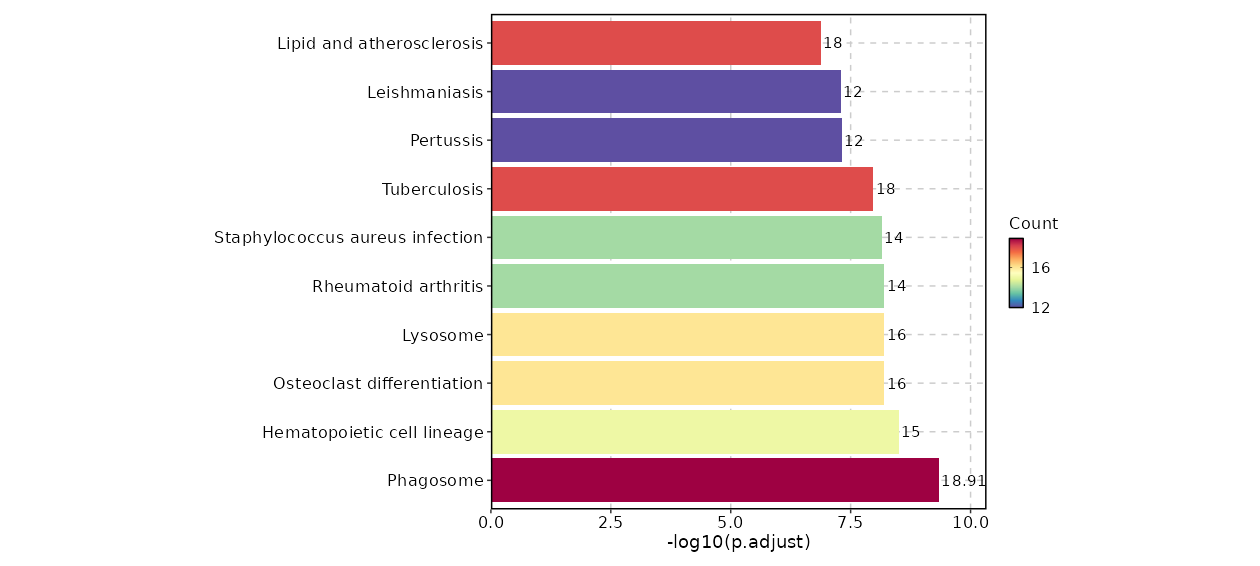 Lipid and atherosclerosis 18
Leishmaniasis 12
Pertussis 12
Tuberculosis 18
Staphylococcus aureus infection 14
Rheumatoid arthritis 14
Lysosome 16
Osteoclast differentiation 16
Hematopoietic cell lineage 15
Phagosome 18.91
0.0 2.5 5.0 7.5 10.0
-log10(p.adjust)
Count
16
12